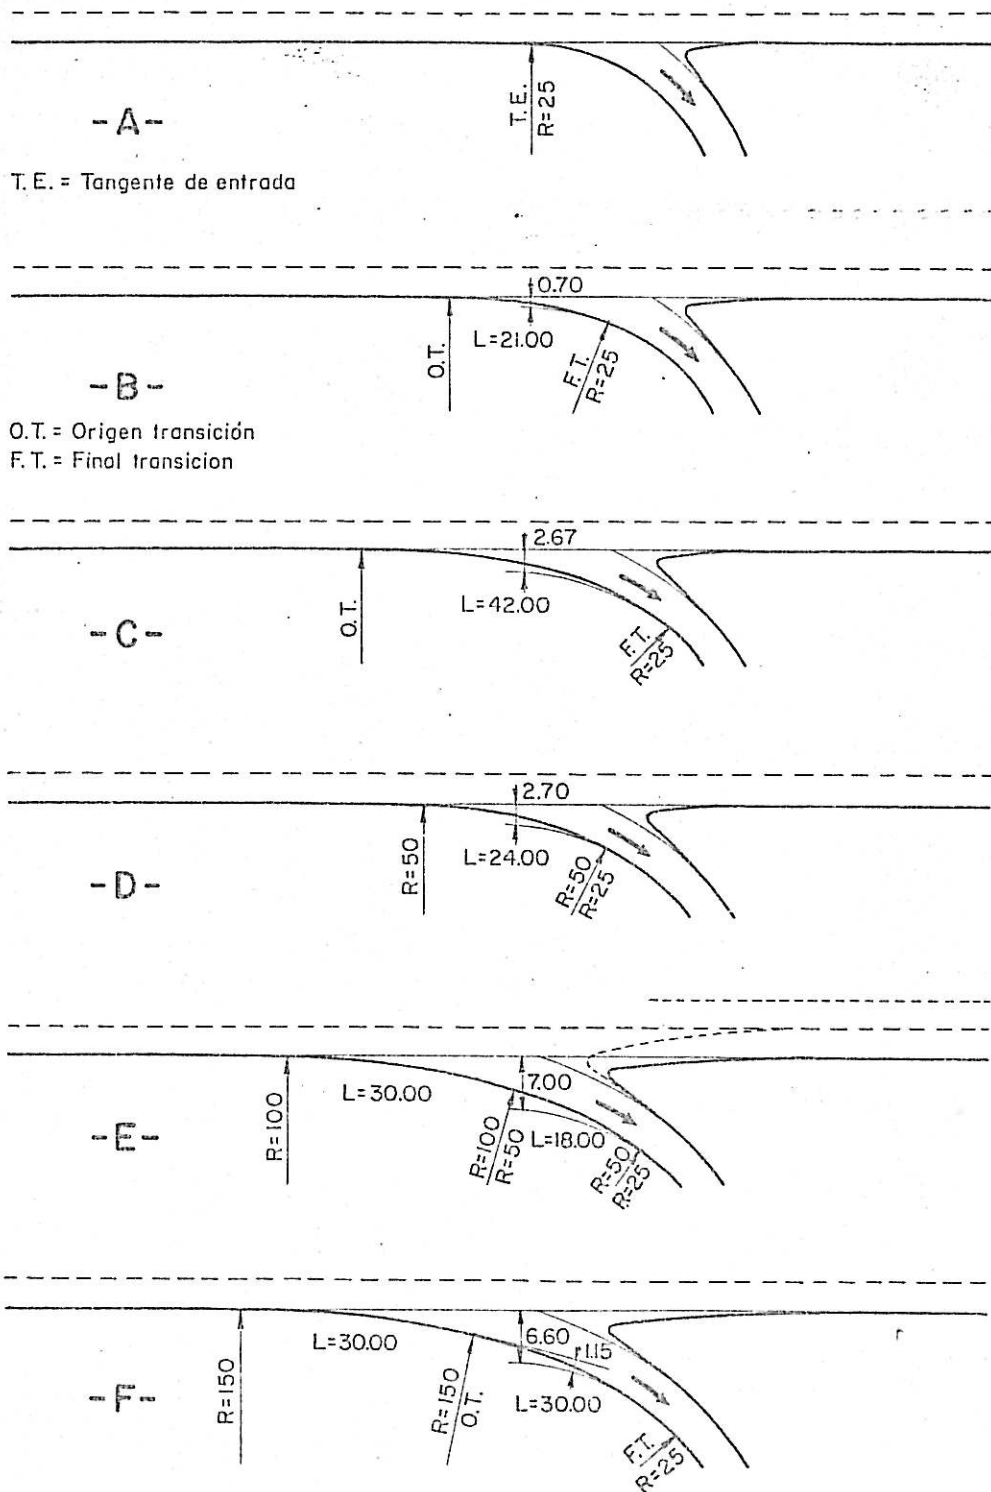 -A-
T.E.
R=25
T.E. = Tangente de entrada
0.70
L=21.00
O.T.
F.T.
R=25
-B-
O.T. = Origen transición
F.T. = Final transicion
2.67
L=42.00
O.T.
F.T.
R=25
-C-
2.70
L=24.00
R=50
R=50
R=25
-D-
7.00
L=30.00
R=100
R=100
R=50
L=18.00
R=50
R=25
-E-
6.60
1.15
L=30.00
L=30.00
R=150
R=150
O.T.
F.T.
R=25
-F-